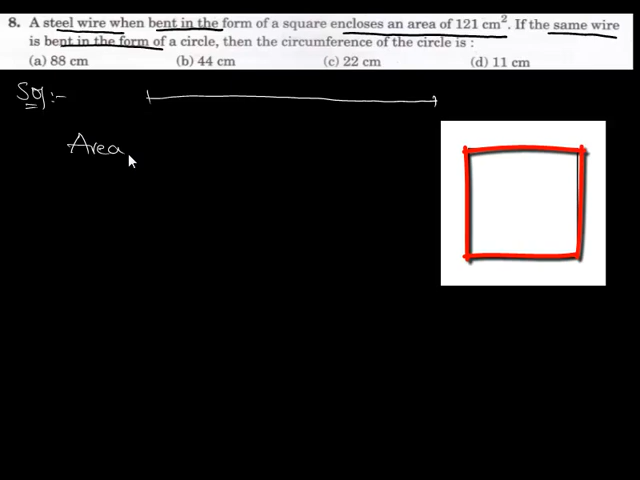 8. A steel wire when bent in the form of a square encloses an area of 121 cm². If the same wire
is bent in the form of a circle, then the circumference of the circle is :
(a) 88 cm (b) 44 cm (c) 22 cm (d) 11 cm
Sol:-
Area